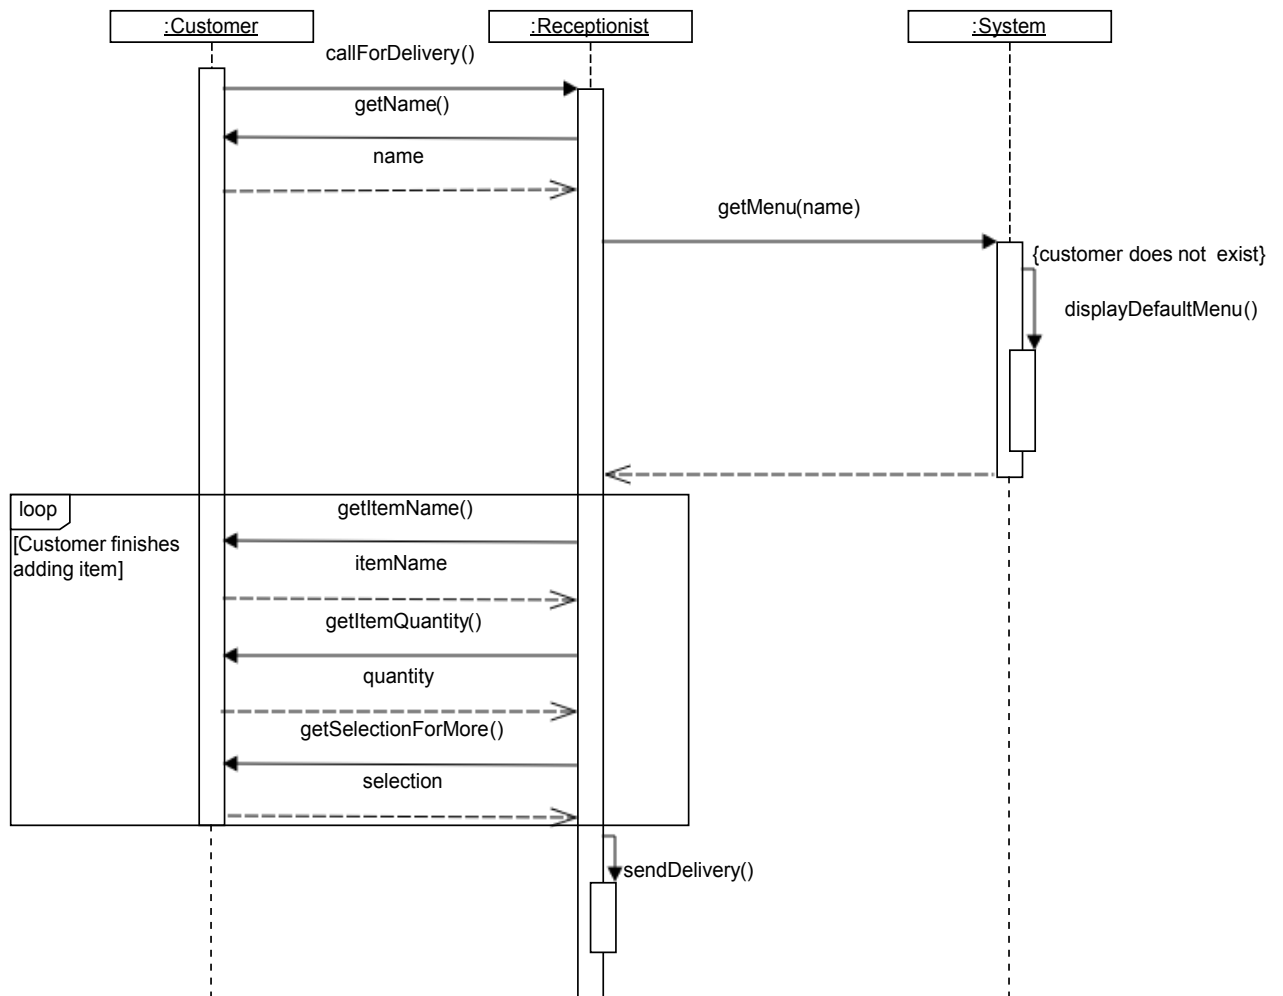 :Customer
:Receptionist
:System
callForDelivery()
getName()
name
getMenu(name)
{customer does not  exist}
displayDefaultMenu()
loop
[Customer finishes
adding item]
getItemName()
itemName
getItemQuantity()
quantity
getSelectionForMore()
selection
sendDelivery()